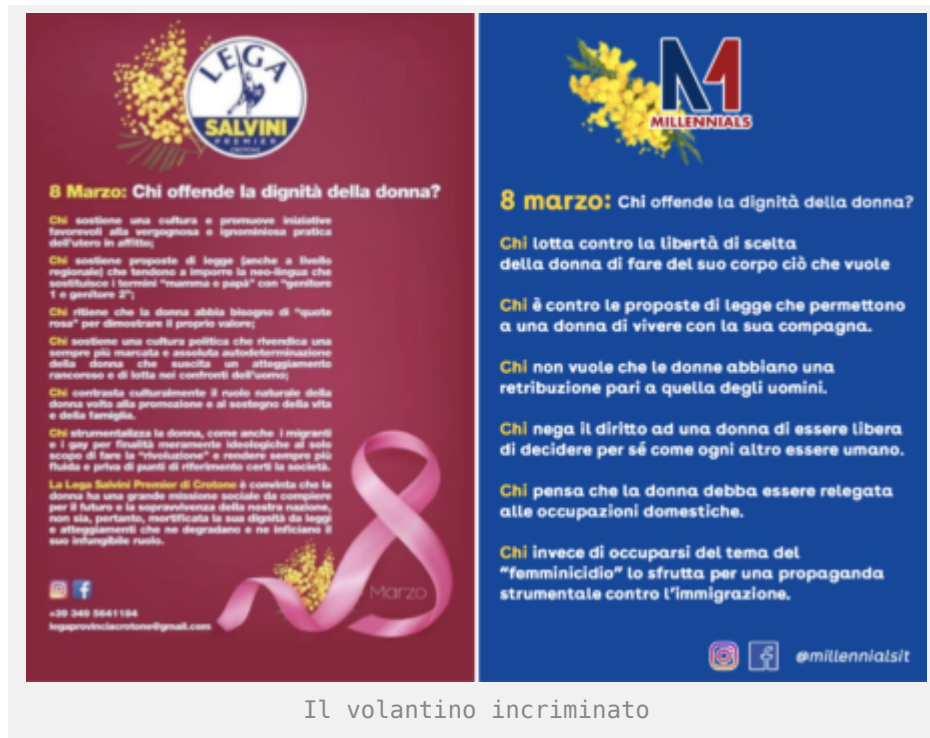 LEGA
SALVINI
PREMIER
CROTONE
8 Marzo: Chi offende la dignità della donna?
Chi sostiene una cultura e promuove iniziative
favorevoli alla vergognosa e ignominiosa pratica
dell'utero in affitto;
Chi sostiene proposte di legge (anche a livello
regionale) che tendono a imporre la neo-lingua che
sostituisce i termini "mamma e papà" con "genitore
1 e genitore 2";
Chi ritiene che la donna abbia bisogno di "quote
rosa" per dimostrare il proprio valore;
Chi sostiene una cultura politica che rivendica una
sempre più marcata e assoluta autodeterminazione
della donna che suscita un atteggiamento
rancoroso e di lotta nei confronti dell'uomo;
Chi contrasta culturalmente il ruolo naturale della
donna volto alla promozione e al sostegno della vita
e della famiglia.
Chi strumentalizza la donna, come anche i migranti
e i gay per finalità meramente ideologiche al solo
scopo di fare la "rivoluzione" e rendere sempre più
fluida e priva di punti di riferimento certi la società.
La Lega Salvini Premier di Crotone è convinta che la
donna ha una grande missione sociale da compiere
per il futuro e la sopravvivenza della nostra nazione,
non sia, pertanto, mortificata la sua dignità da leggi
e atteggiamenti che ne degradano e ne inficiano il
suo infungibile ruolo.
Marzo
+39 349 5641184
legaprovinciacrotone@gmail.com
M1
MILLENNIALS
8 marzo: Chi offende la dignità della donna?
Chi lotta contro la libertà di scelta
della donna di fare del suo corpo ciò che vuole
Chi è contro le proposte di legge che permettono
a una donna di vivere con la sua compagna.
Chi non vuole che le donne abbiano una
retribuzione pari a quella degli uomini.
Chi nega il diritto ad una donna di essere libera
di decidere per sé come ogni altro essere umano.
Chi pensa che la donna debba essere relegata
alle occupazioni domestiche.
Chi invece di occuparsi del tema del
"femminicidio" lo sfrutta per una propaganda
strumentale contro l'immigrazione.
@millennialsit
Il volantino incriminato